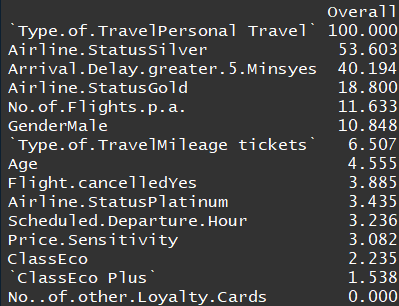 Overall
`Type.of.TravelPersonal Travel` 100.000
Airline.StatusSilver 53.603
Arrival.Delay.greater.5.Minsyes 40.194
Airline.StatusGold 18.800
No.of.Flights.p.a. 11.633
GenderMale 10.848
`Type.of.TravelMileage tickets` 6.507
Age 4.555
Flight.cancelledYes 3.885
Airline.StatusPlatinum 3.435
Scheduled.Departure.Hour 3.236
Price.Sensitivity 3.082
ClassEco 2.235
`ClassEco Plus` 1.538
No..of.other.Loyalty.Cards 0.000